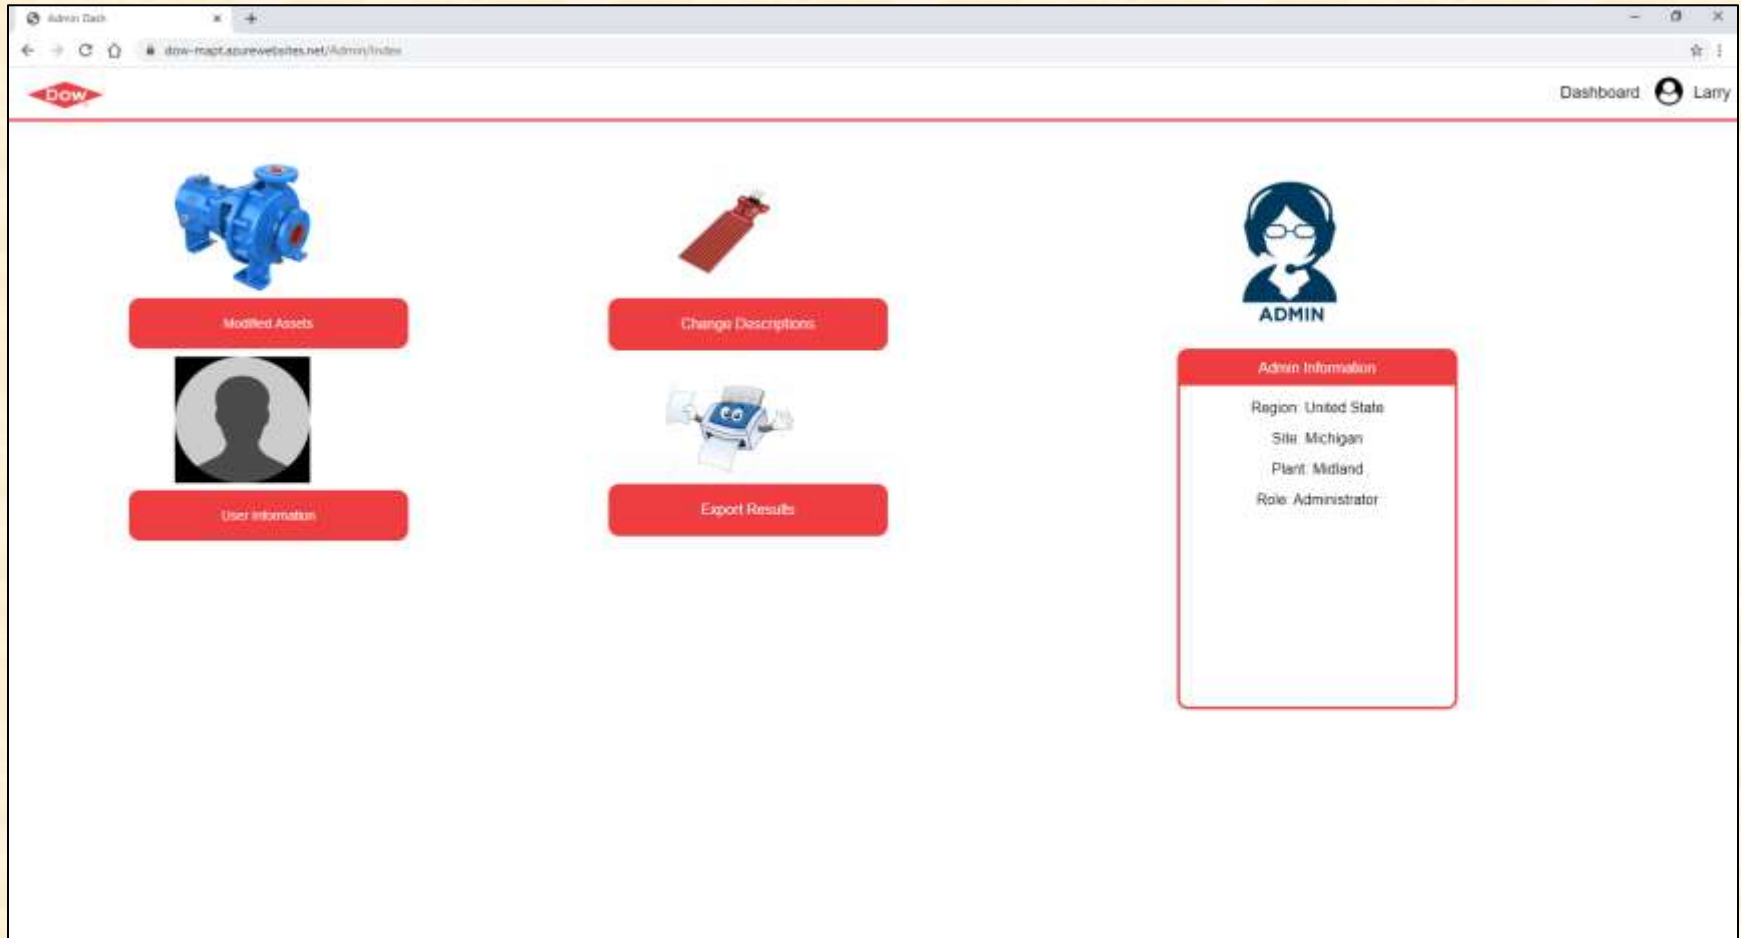 Admin Dash
dow-mapt.azurewebsites.net/Admin/Index
Dow
Dashboard
Larry
Modified Assets
Change Descriptions
ADMIN
Admin Information
Region: United State
Site: Michigan
Plant: Midland
Role: Administrator
User Information
Export Results